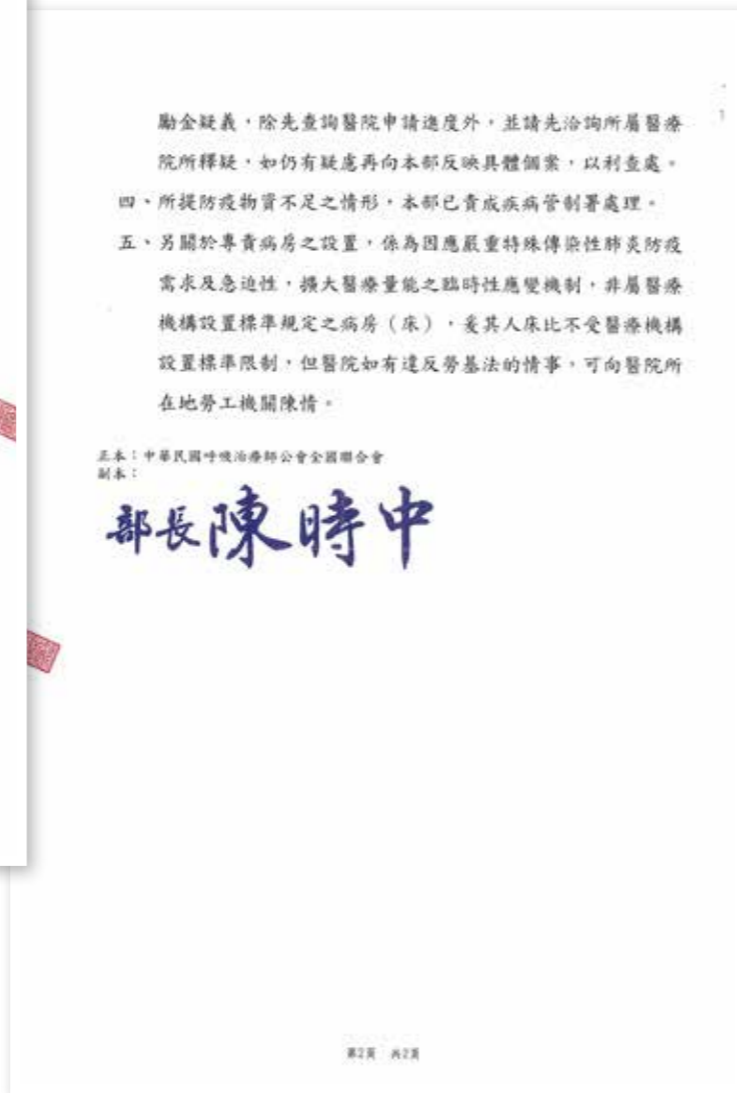 勵金疑義，除先查詢醫院申請進度外，並請先洽詢所屬醫療
院所釋疑，如仍有疑慮再向本部反映具體個案，以利查處。
四、所提防疫物資不足之情形，本部已責成疾病管制署處理。
五、另關於專責病房之設置，係為因應嚴重特殊傳染性肺炎防疫
需求及急迫性，擴大醫療量能之臨時性應變機制，非屬醫療
機構設置標準規定之病房（床），爰其人床比不受醫療機構
設置標準限制，但醫院如有違反勞基法的情事，可向醫院所
在地勞工機關陳情。
正本：中華民國呼吸治療師公會全國聯合會
副本：
部長陳時中
第2頁 共2頁